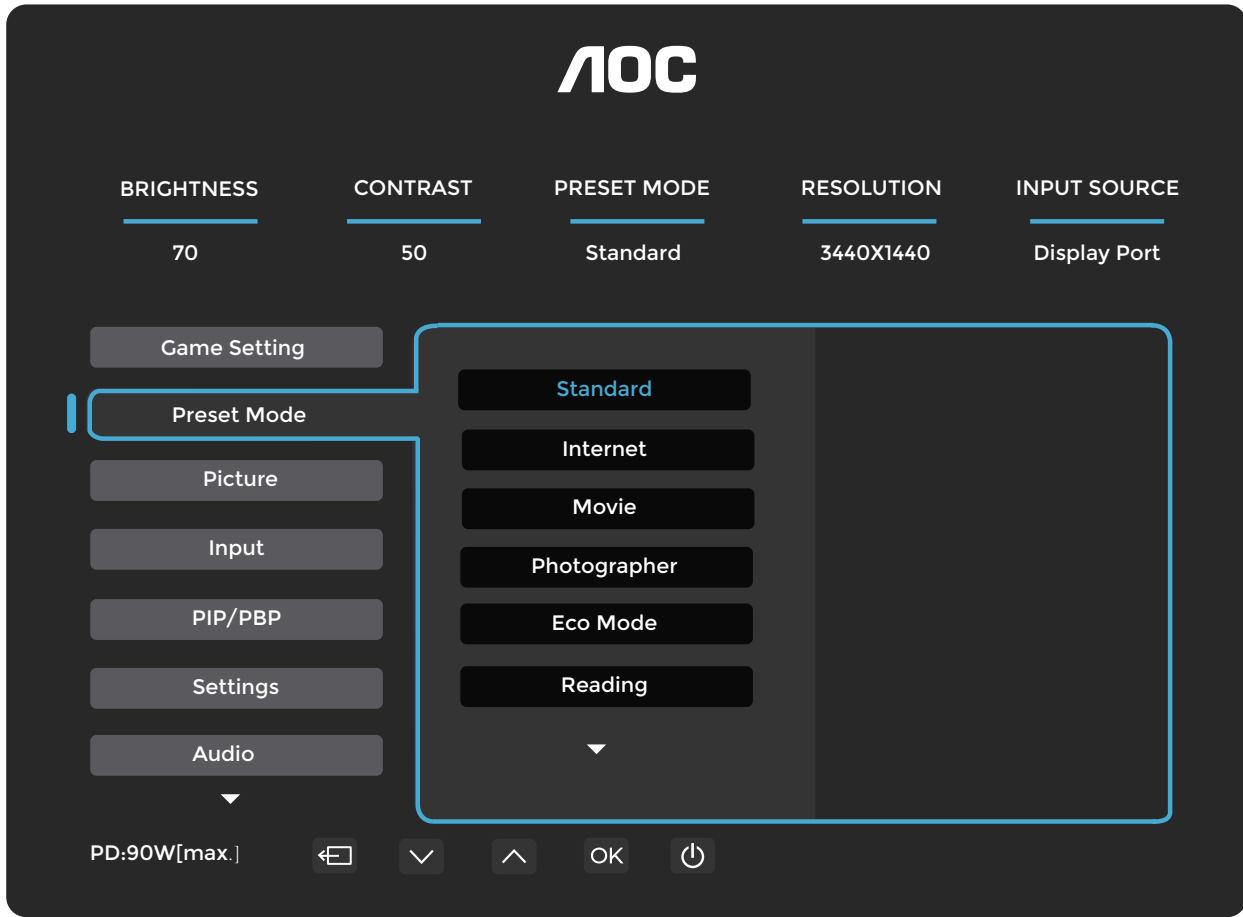 AOC
BRIGHTNESS CONTRAST PRESET MODE RESOLUTION INPUT SOURCE
70 50 Standard 3440X1440 Display Port
Game Setting
Preset Mode
Picture
Input
PIP/PBP
Settings
Audio
Standard
Internet
Movie
Photographer
Eco Mode
Reading
PD:90W[max.]
OK